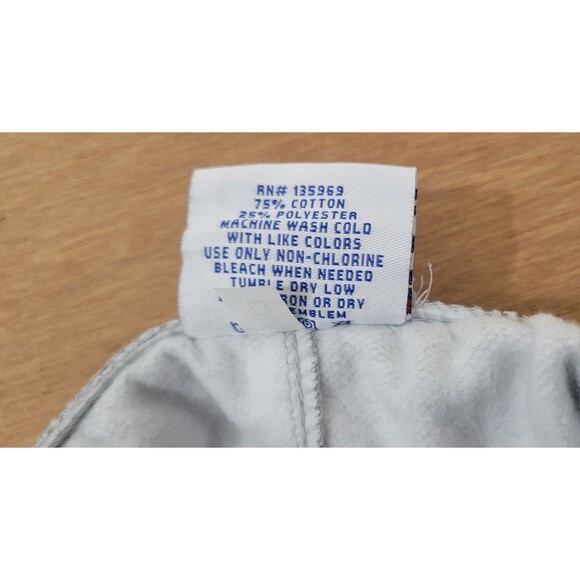 RN# 135969
75% COTTON
25% POLYESTER
MACHINE WASH COLD
WITH LIKE COLORS
USE ONLY NON-CHLORINE
BLEACH WHEN NEEDED
TUMBLE DRY LOW
OR DRY
EMBLEM